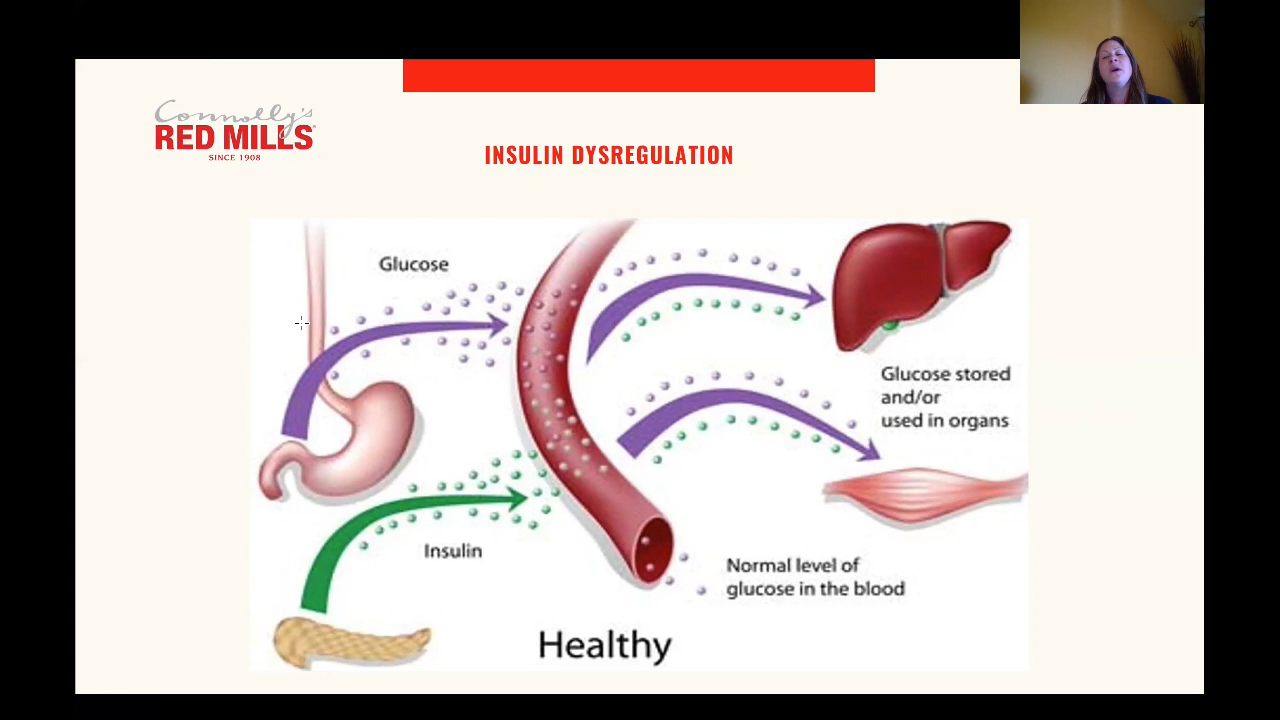 Connolly's
RED MILLS
SINCE 1908
INSULIN DYSREGULATION
Glucose
Glucose stored
and/or
used in organs
Insulin
Normal level of
glucose in the blood
Healthy